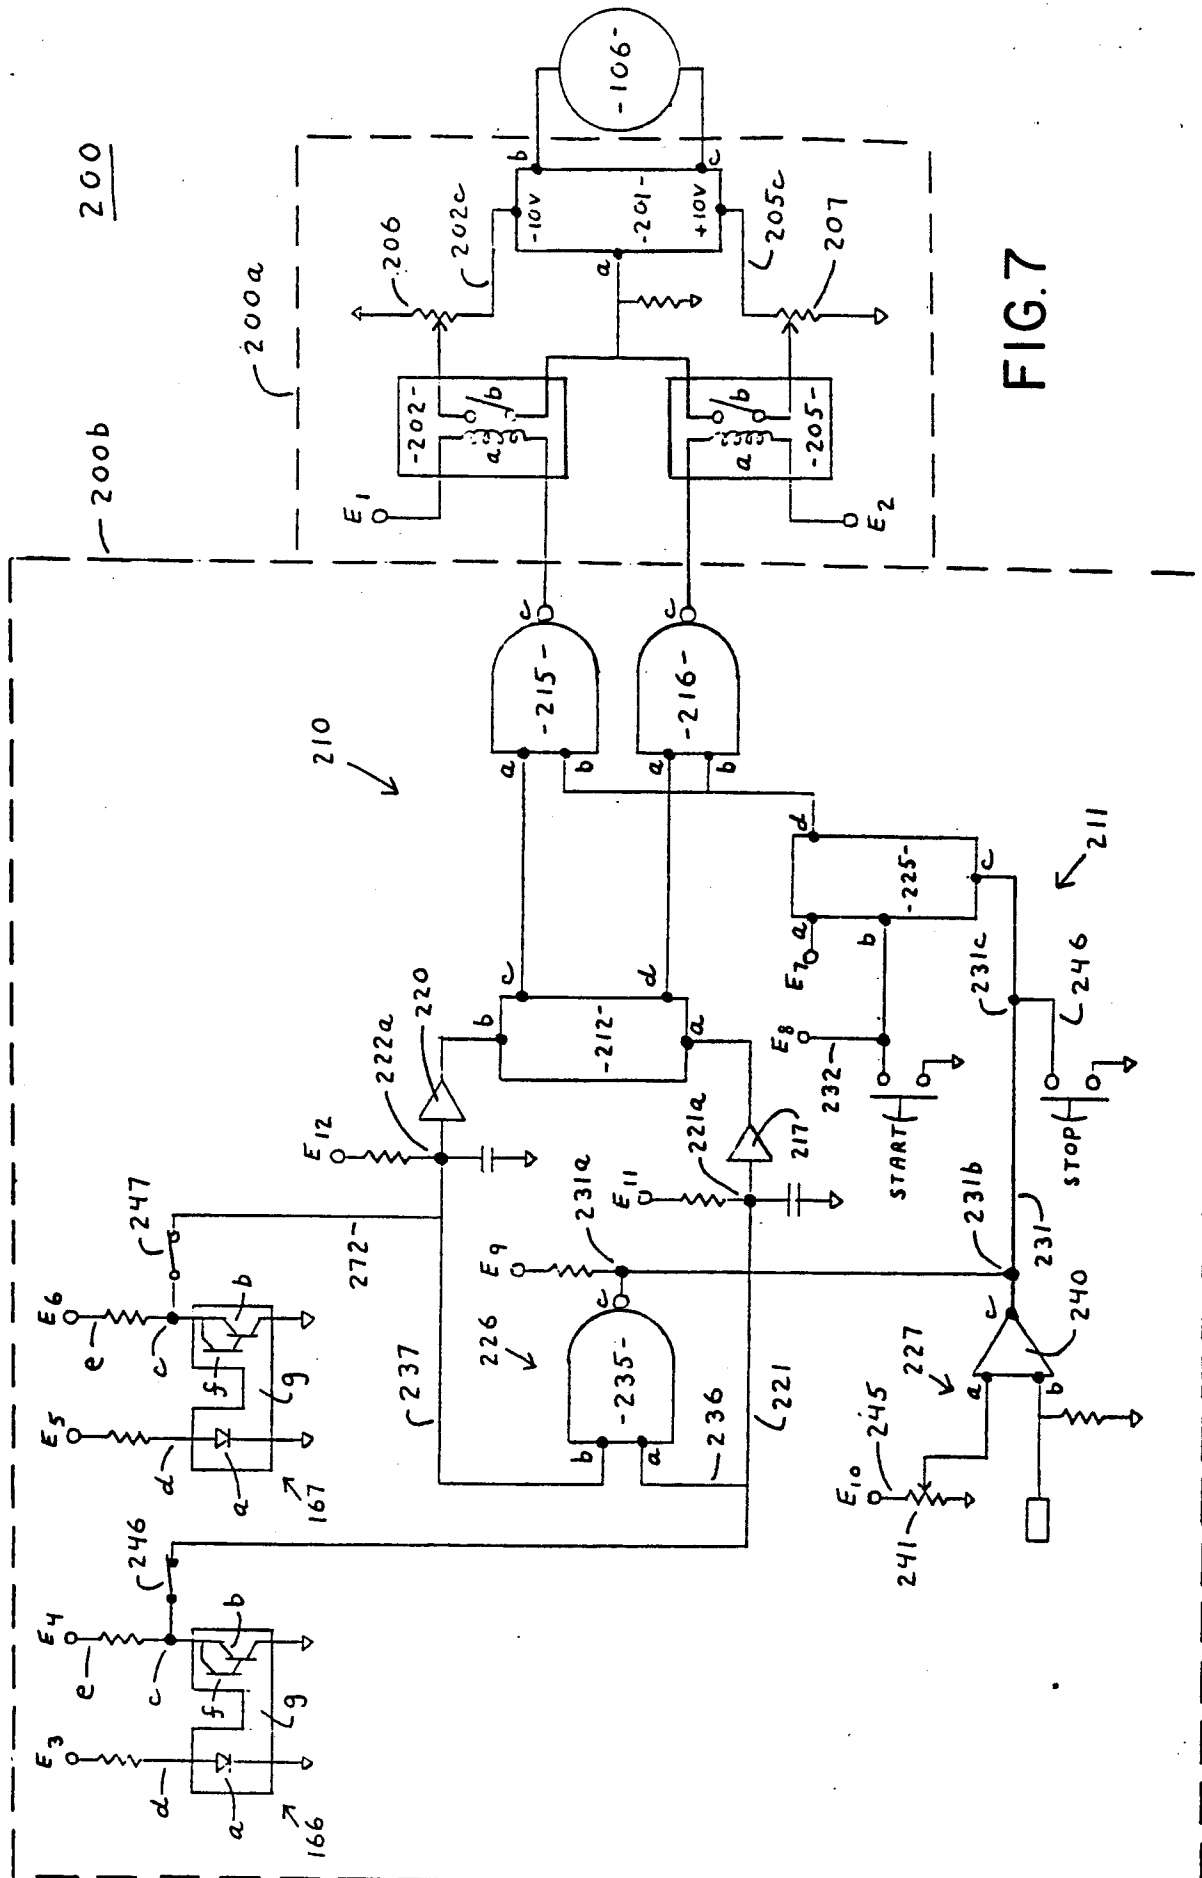 200
200a
200b
-106-
b
c
-10V
-201-
+10V
a
202c
206
205c
207
-202-
a
b
-205-
a
b
E1
E2
FIG.7
210
-215-
a
b
c
-216-
a
b
c
211
-225-
a
b
c
d
E7
E8
232-
START
231c
246
STOP
-212-
a
b
c
d
220
222a
E12
217
221a
E11
231a
E9
231b
231
247
272-
237
226
-235-
a
b
c
236
221
227
240
a
b
c
245
E10
241
E6
e
c
b
f
g
E5
d
a
167
246
E4
e
c
b
f
g
E3
d
a
166